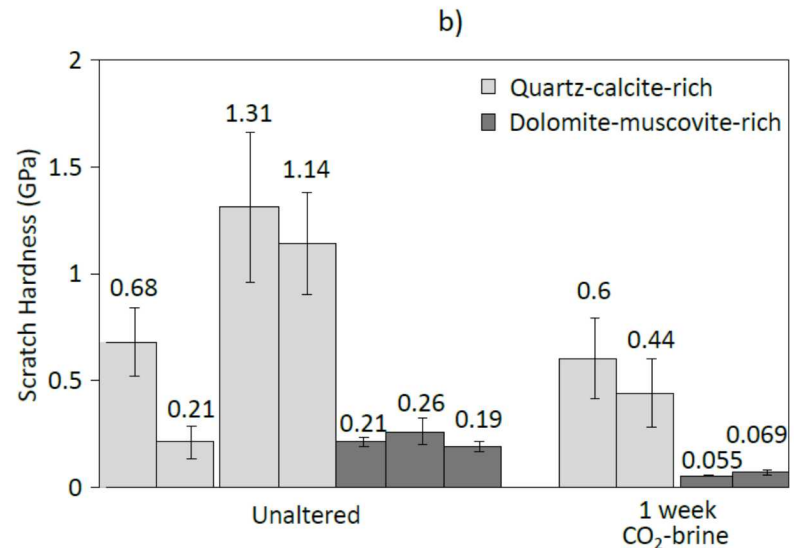 b)
2
Quartz-calcite-rich
Dolomite-muscovite-rich
1.31
1.5
1.14
Scratch Hardness (GPa)
1
0.68
0.6
0.44
0.5
0.21
0.21
0.26
0.19
0.055
0.069
0
Unaltered
1 week
CO₂-brine